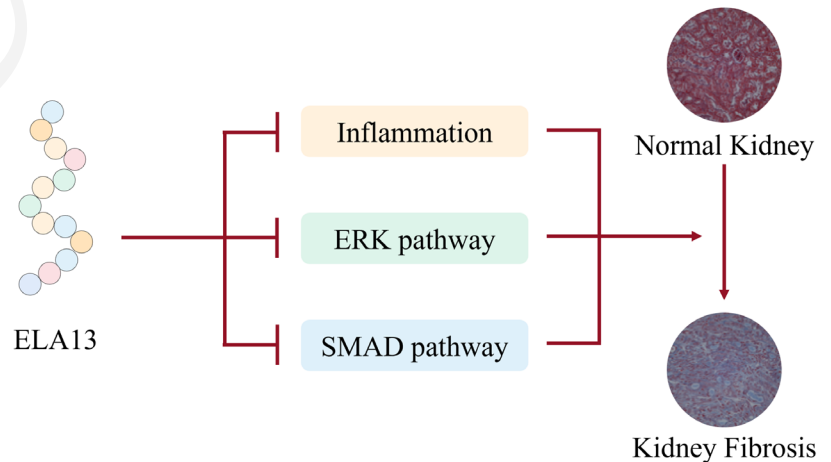 Inflammation
Normal Kidney
ERK pathway
ELA13
SMAD pathway
Kidney Fibrosis